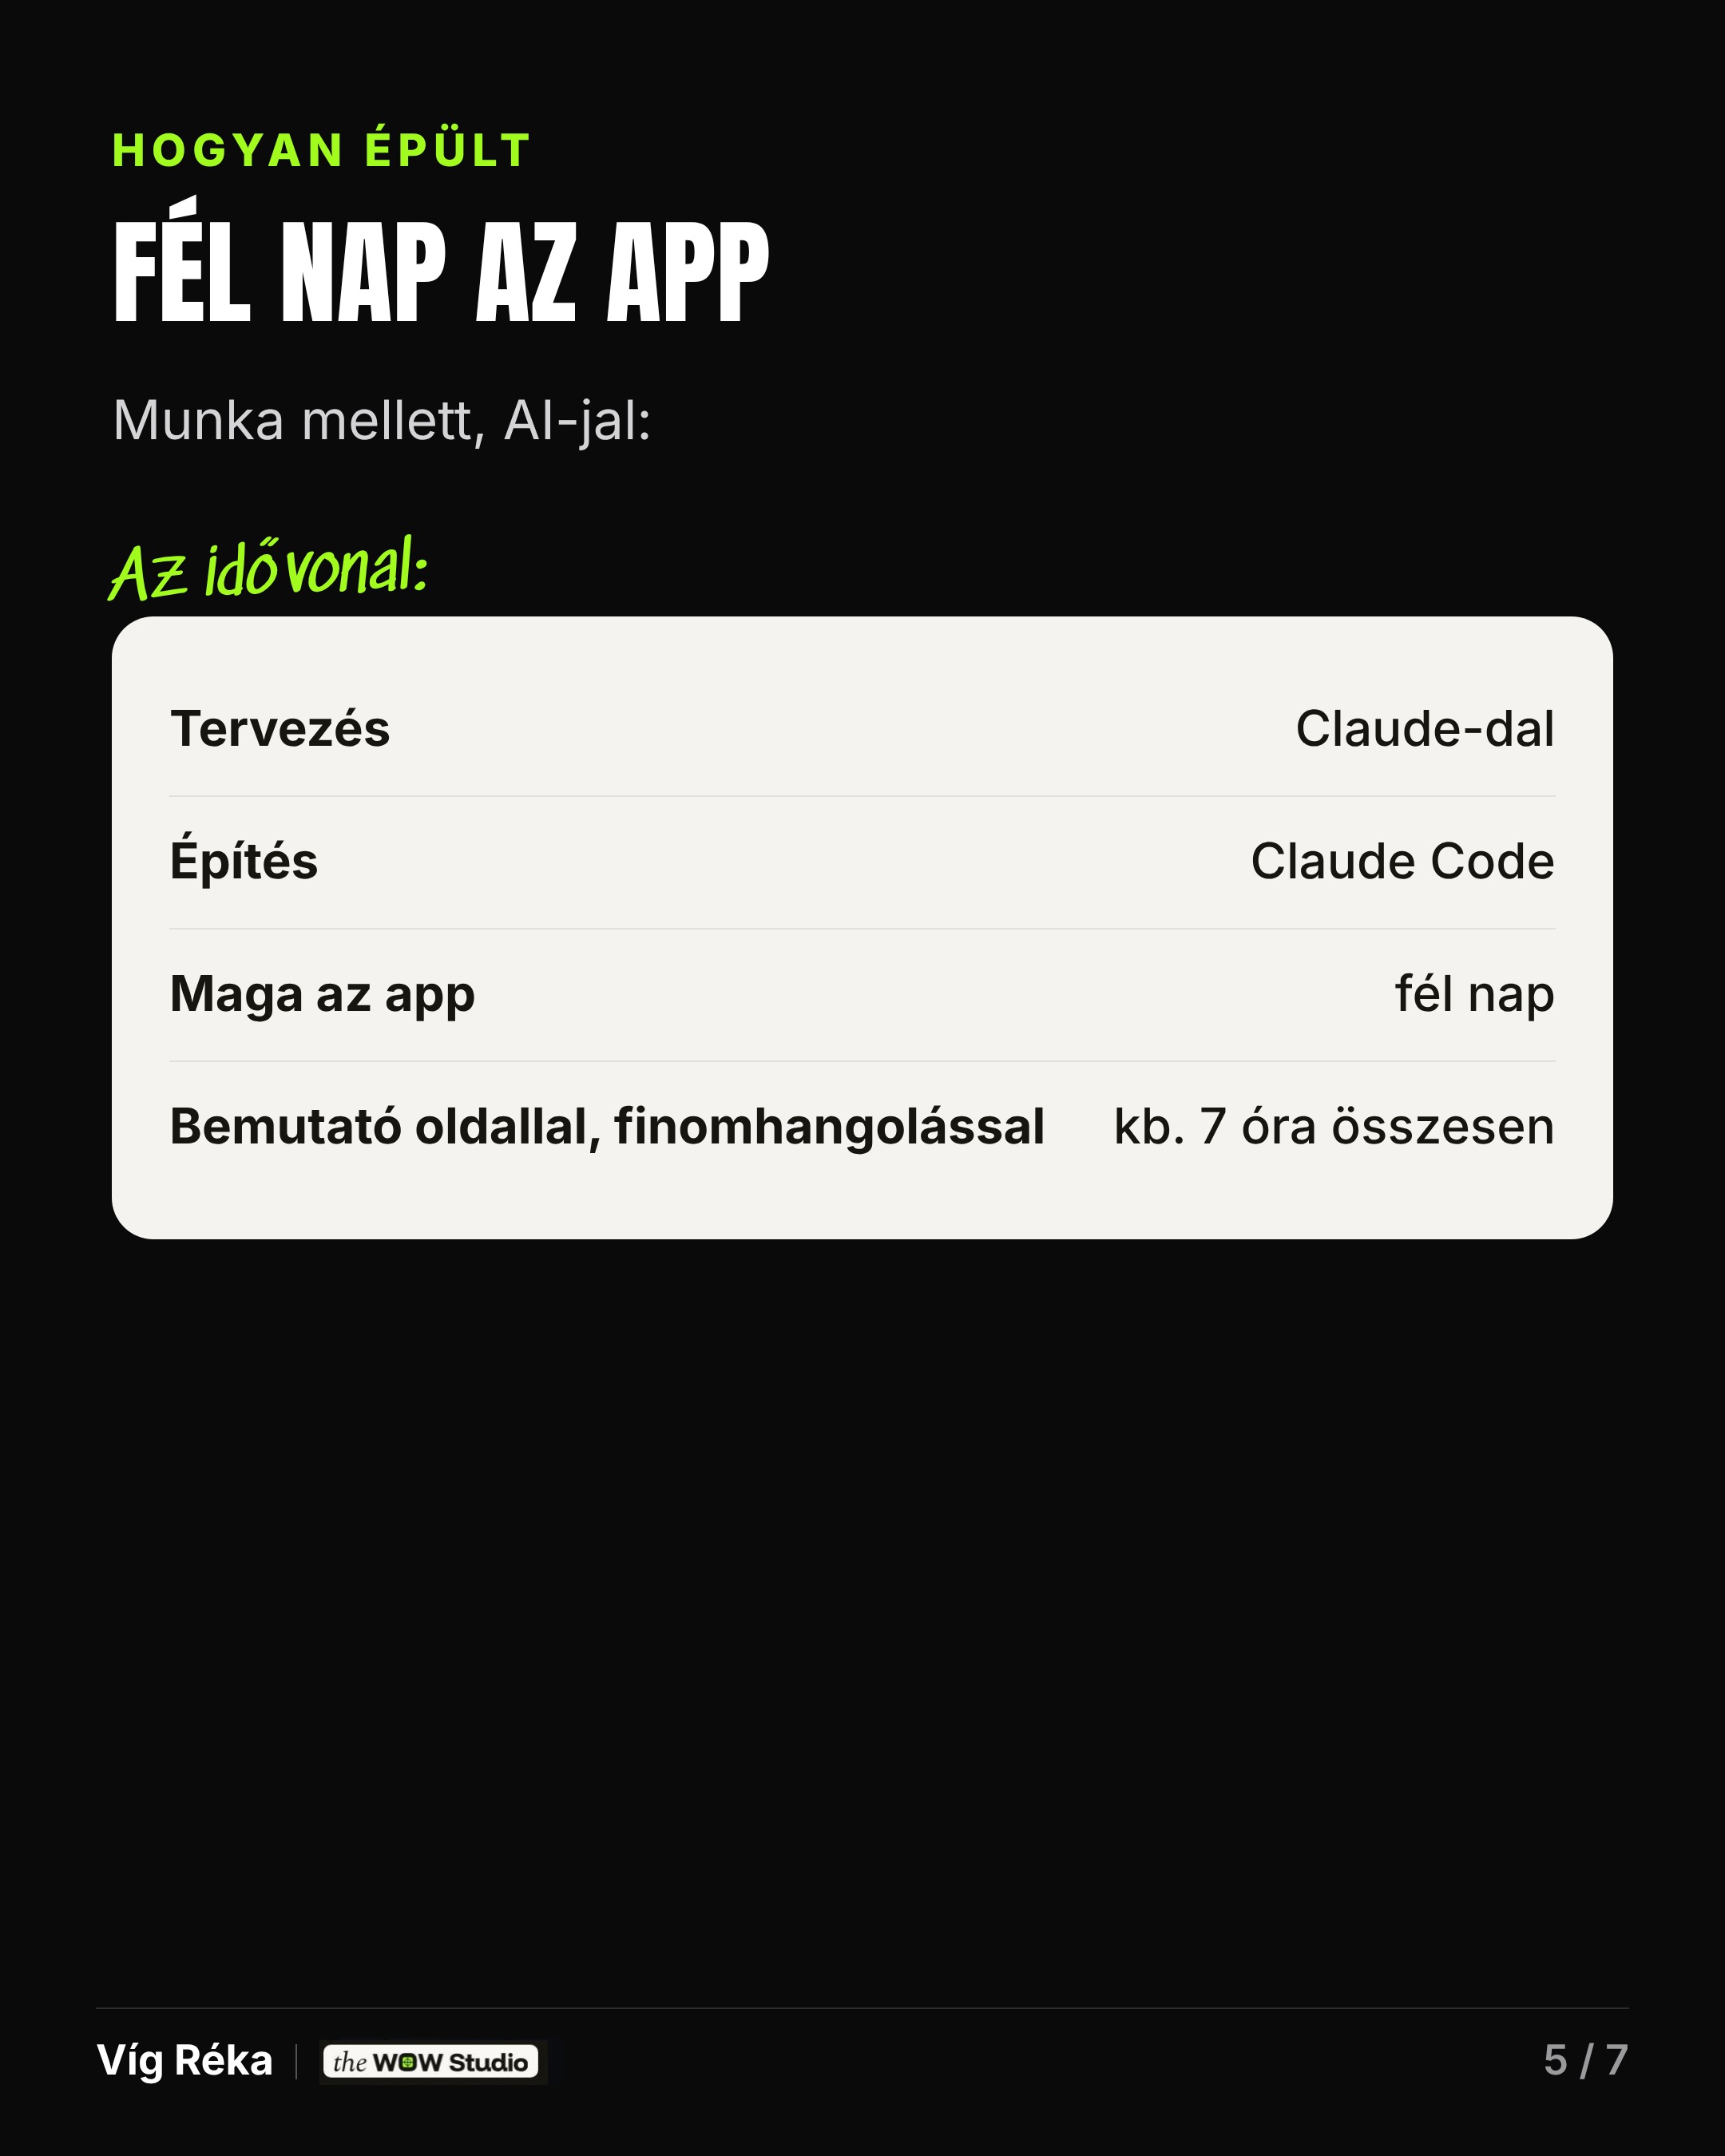 HOGYAN ÉPÜLT
FÉL NAP AZ APP
Munka mellett, AI-jal:
Az idővonal:
Tervezés Claude-dal
Építés Claude Code
Maga az app fél nap
Bemutató oldallal, finomhangolással kb. 7 óra összesen
Víg Réka the WOW Studio 5 / 7